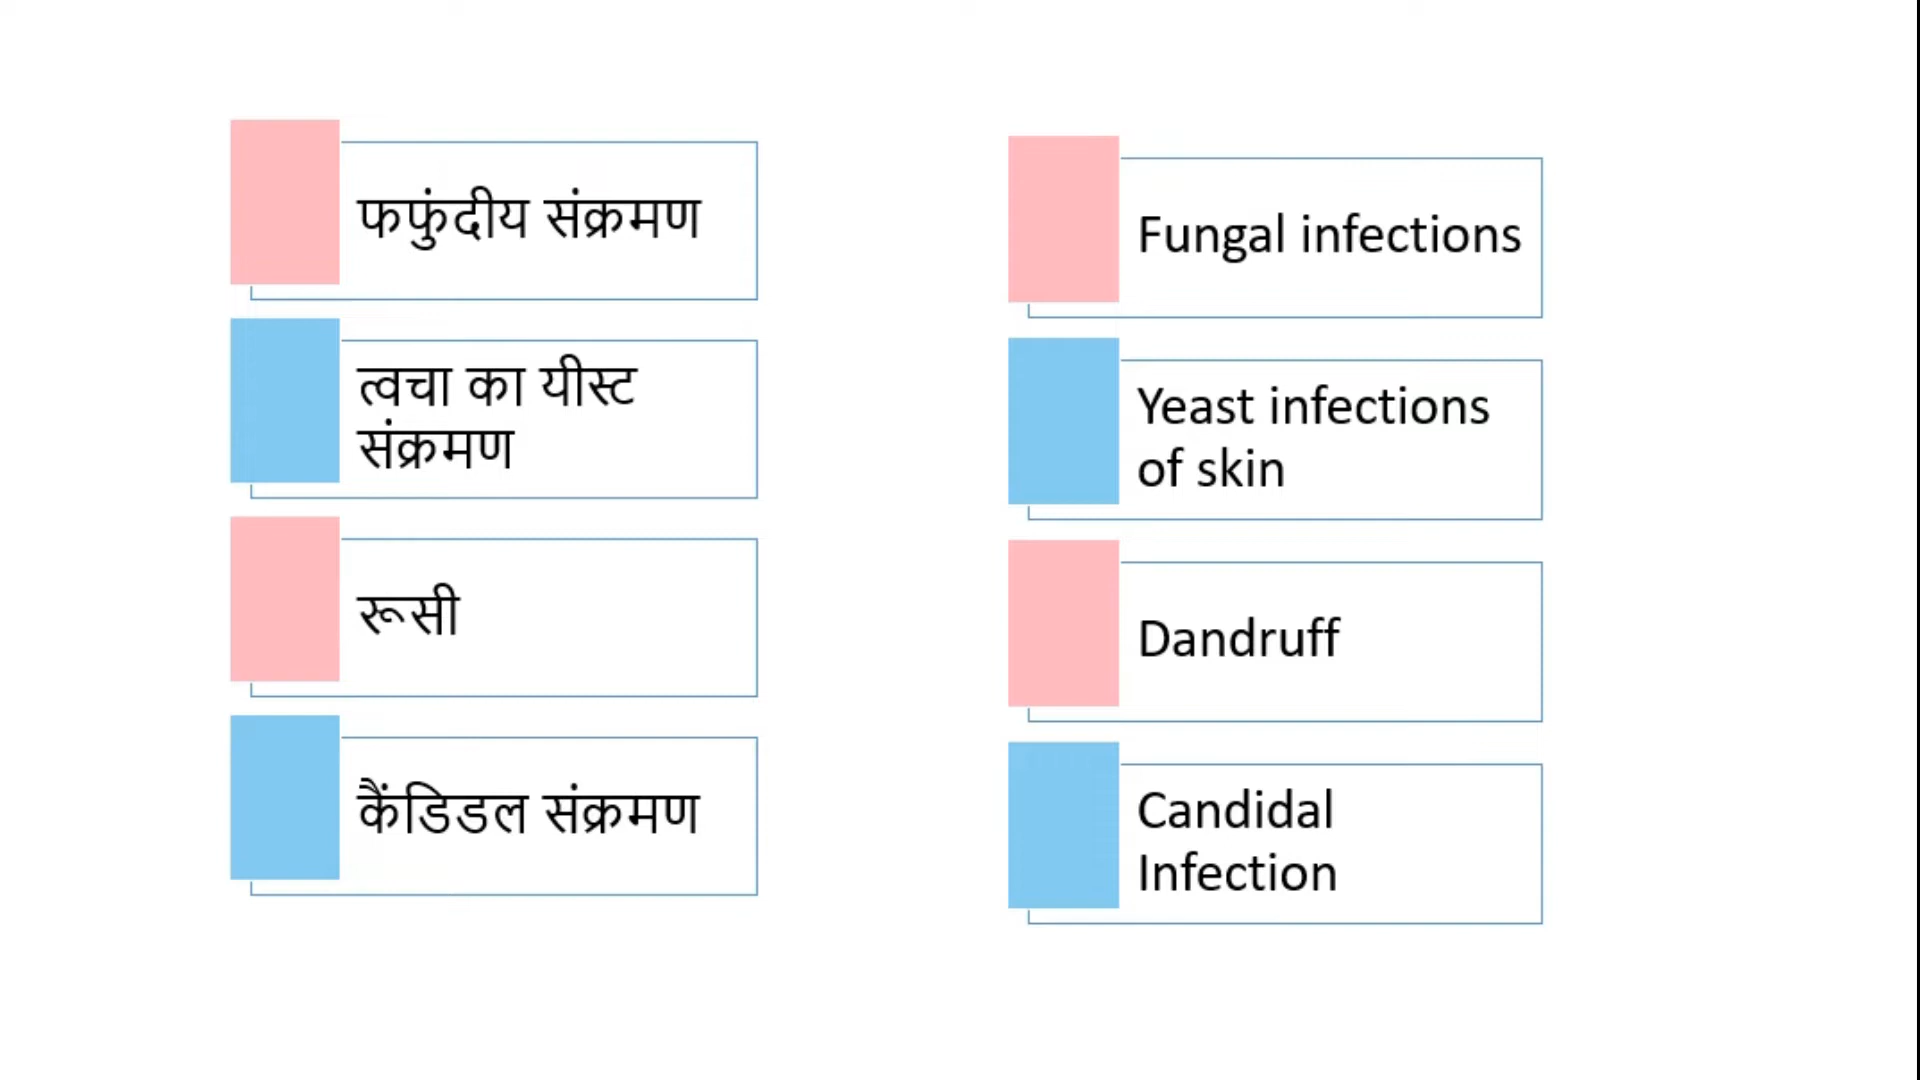 फफुंदीय संक्रमण
त्वचा का यीस्ट
संक्रमण
रूसी
कैंडिडल संक्रमण
Fungal infections
Yeast infections
of skin
Dandruff
Candidal
Infection